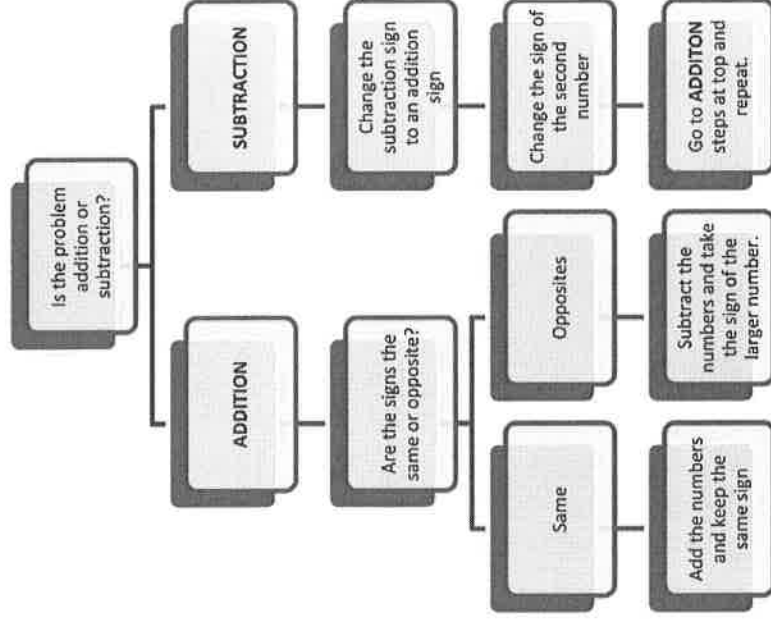 Is the problem
addition or
subtraction?
ADDITION
SUBTRACTION
Are the signs the
same or opposite?
Change the
subtraction sign
to an addition
sign
Same
Opposites
Change the sign of
the second
number
Add the numbers
and keep the
same sign
Subtract the
numbers and take
the sign of the
larger number.
Go to ADDITON
steps at top and
repeat.